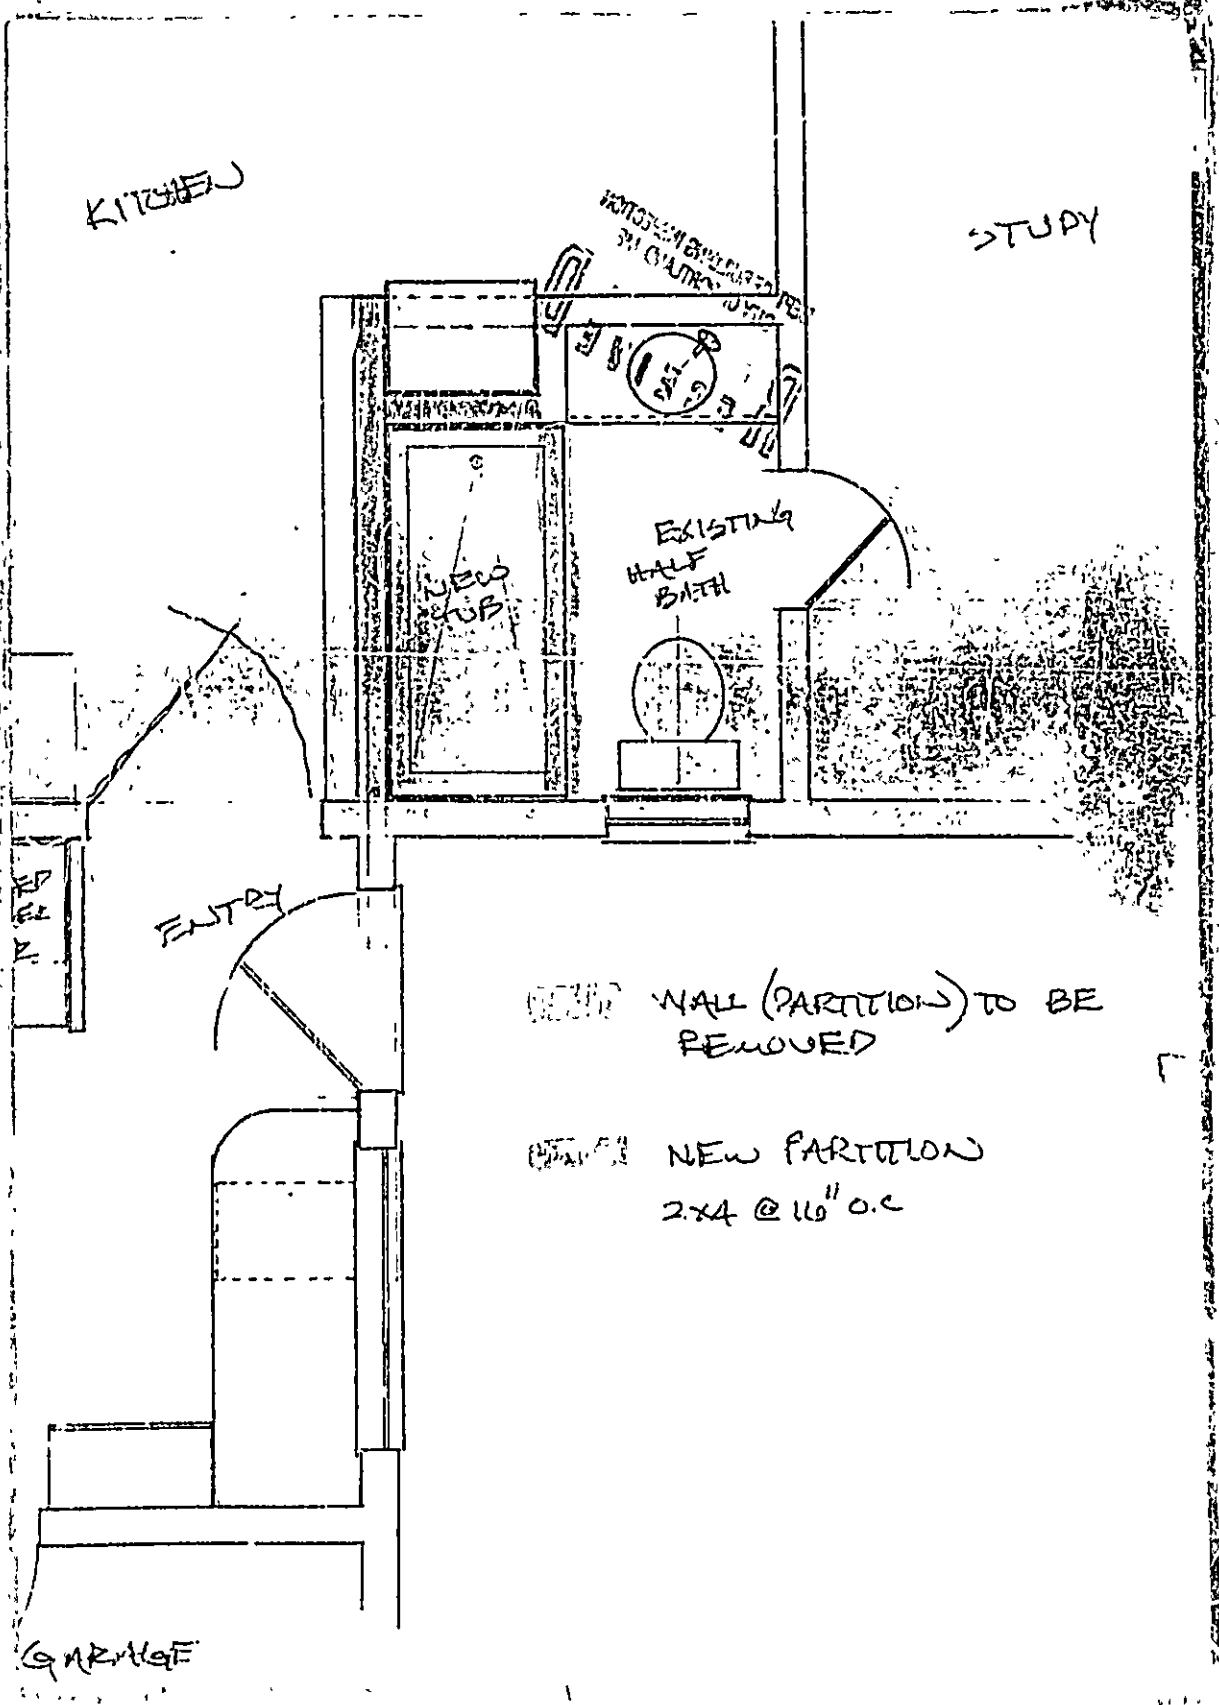 KITCHEN
STUDY
EXISTING
HALF
BATH
NEW
TUB
ENTRY
WALL (PARTITION) TO BE
REMOVED
NEW PARTITION
2x4 @ 16" O.C
GARAGE